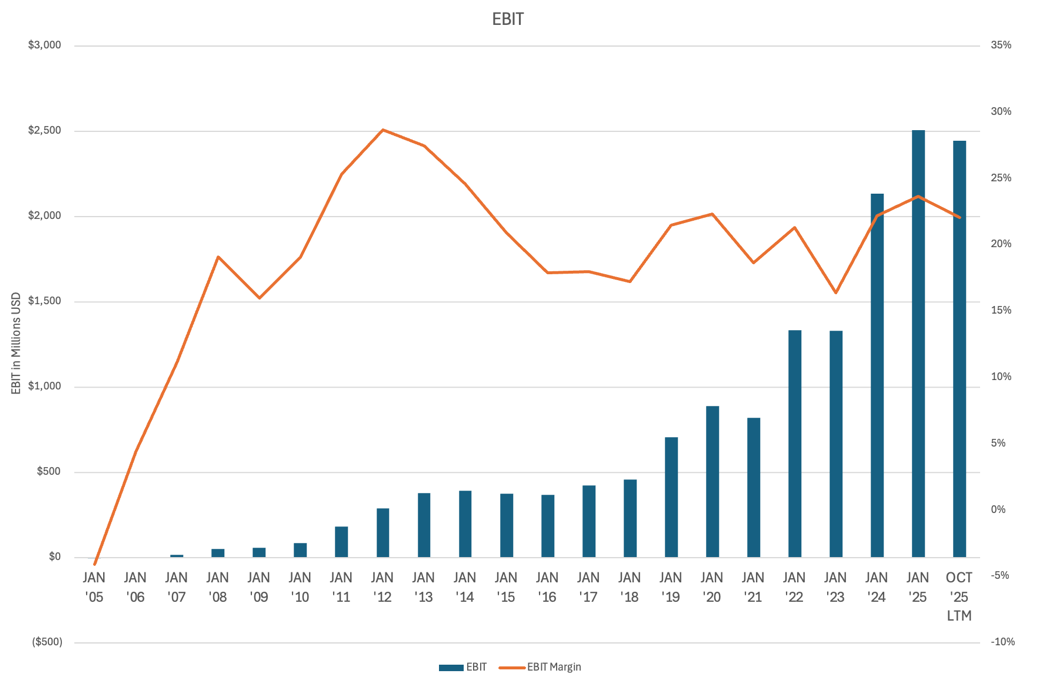 EBIT
$3,000
$2,500
$2,000
$1,500
$1,000
$500
$0
($500)
EBIT in Millions USD
35%
30%
25%
20%
15%
10%
5%
0%
-5%
-10%
JAN '05
JAN '06
JAN '07
JAN '08
JAN '09
JAN '10
JAN '11
JAN '12
JAN '13
JAN '14
JAN '15
JAN '16
JAN '17
JAN '18
JAN '19
JAN '20
JAN '21
JAN '22
JAN '23
JAN '24
JAN '25
OCT '25 LTM
EBIT
EBIT Margin